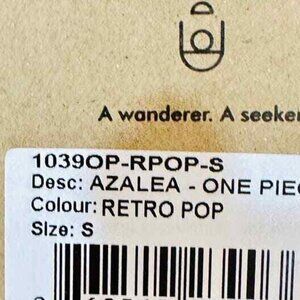 A wanderer. A seeker
1039OP-RPOP-S
Desc: AZALEA - ONE PIEC
Colour: RETRO POP
Size: S